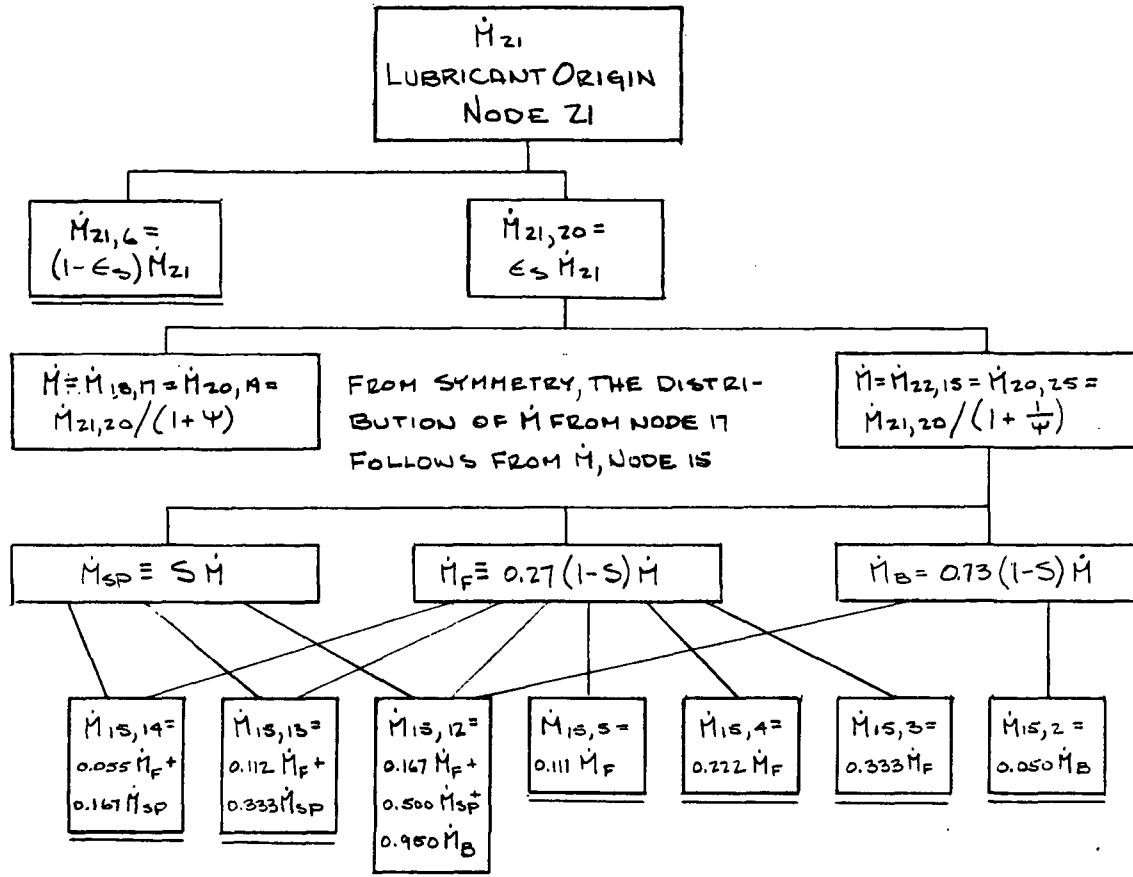 Ṁ21
LUBRICANT ORIGIN
NODE 21
Ṁ21,6 =
(1-ϵs) Ṁ21
Ṁ21,20 =
ϵs Ṁ21
Ṁ≡Ṁ18,17 = Ṁ20,19 =
Ṁ21,20/(1+Ψ)
FROM SYMMETRY, THE DISTRI-
BUTION OF Ṁ FROM NODE 17
FOLLOWS FROM Ṁ, NODE 15
Ṁ=Ṁ22,15 = Ṁ20,25 =
Ṁ21,20/(1+1/Ψ)
Ṁsp ≡ S Ṁ
ṀF ≡ 0.27 (1-S) Ṁ
ṀB = 0.73 (1-S) Ṁ
Ṁ15,14=
0.055 ṀF +
0.167 Ṁsp
Ṁ15,13=
0.112 ṀF +
0.333 Ṁsp
Ṁ15,12=
0.167 ṀF +
0.500 Ṁsp +
0.950 ṀB
Ṁ15,5 =
0.111 ṀF
Ṁ15,4 =
0.222 ṀF
Ṁ15,3 =
0.333 ṀF
Ṁ15,2 =
0.050 ṀB